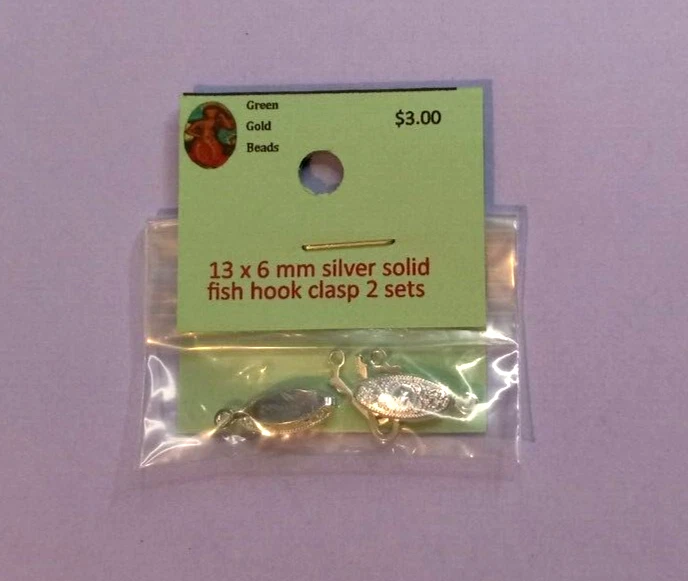 Green
Gold
Beads
$3.00
13 x 6 mm silver solid
fish hook clasp 2 sets